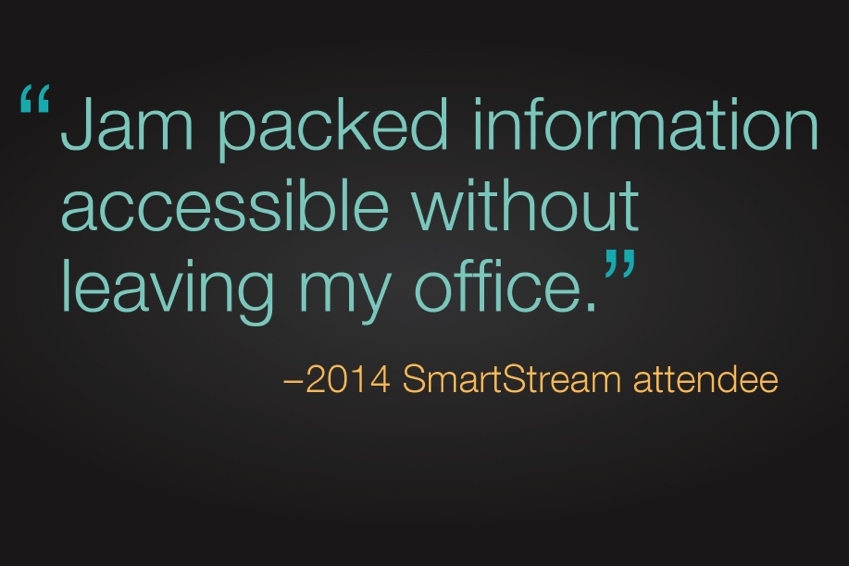 “Jam packed information
accessible without
leaving my office.”
–2014 SmartStream attendee